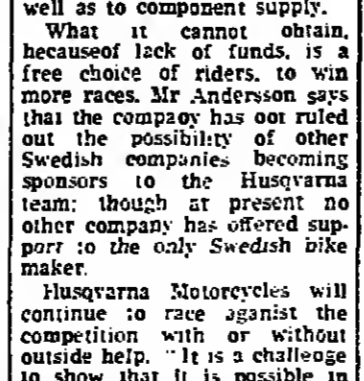 well as to component supply.
What it cannot obtain,
becauseof lack of funds, is a
free choice of riders, to win
more races. Mr Andersson says
that the company has not ruled
out the possibility of other
Swedish companies becoming
sponsors to the Husqvarna
team; though at present no
other company has offered sup-
port to the only Swedish bike
maker.
Husqvarna Motorcycles will
continue to race aganist the
competition with or without
outside help. "It is a challenge
to show that it is possible in